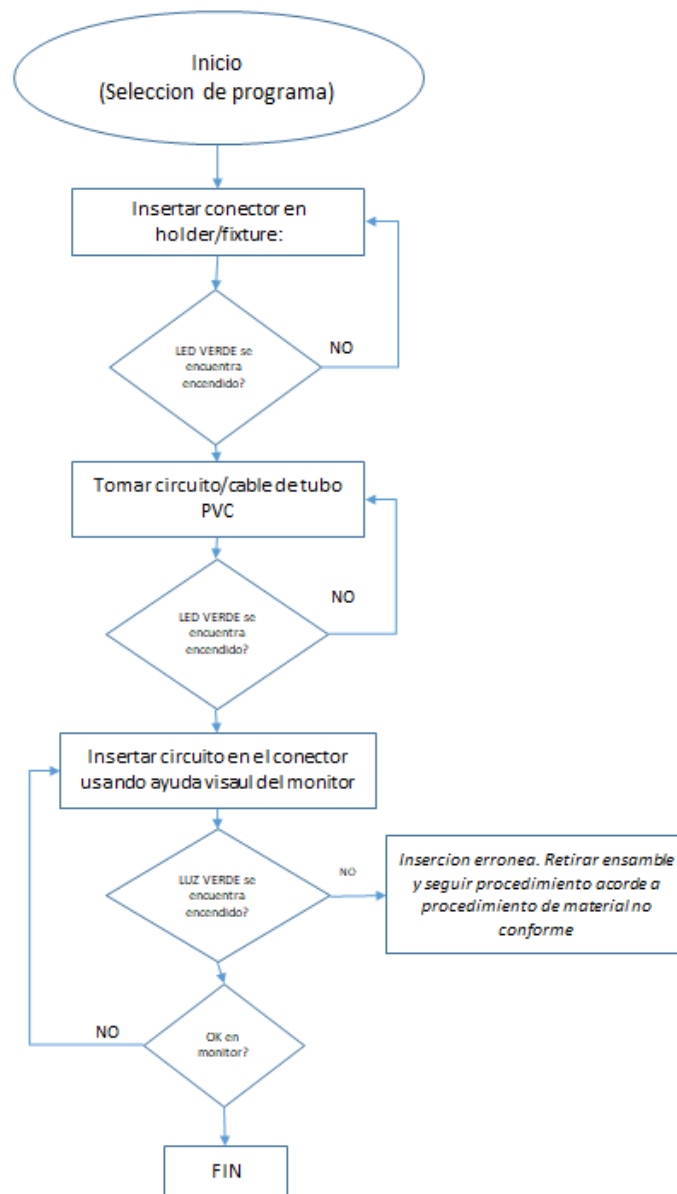 Inicio
(Seleccion de programa)
Insertar conector en
holder/fixture:
LED VERDE se
encuentra
encendido?
NO
Tomar circuito/cable de tubo
PVC
LED VERDE se
encuentra
encendido?
NO
Insertar circuito en el conector
usando ayuda visaul del monitor
LUZ VERDE se
encuentra
encendido?
NO
Insercion erronea. Retirar ensamble
y seguir procedimiento acorde a
procedimiento de material no
conforme
OK en
monitor?
NO
FIN